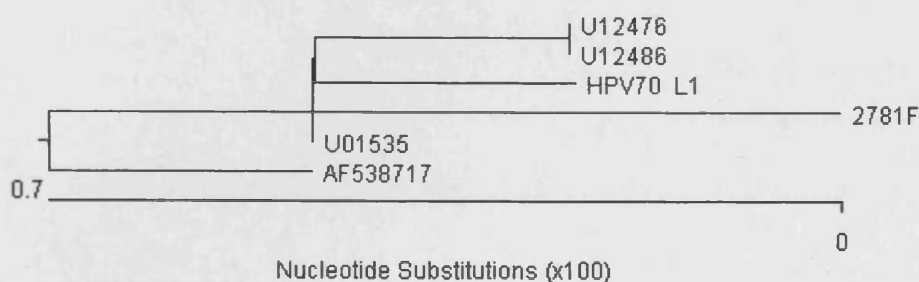 U12476
U12486
HPV70 L1
2781F
U01535
AF538717
0.7
0
Nucleotide Substitutions (x100)